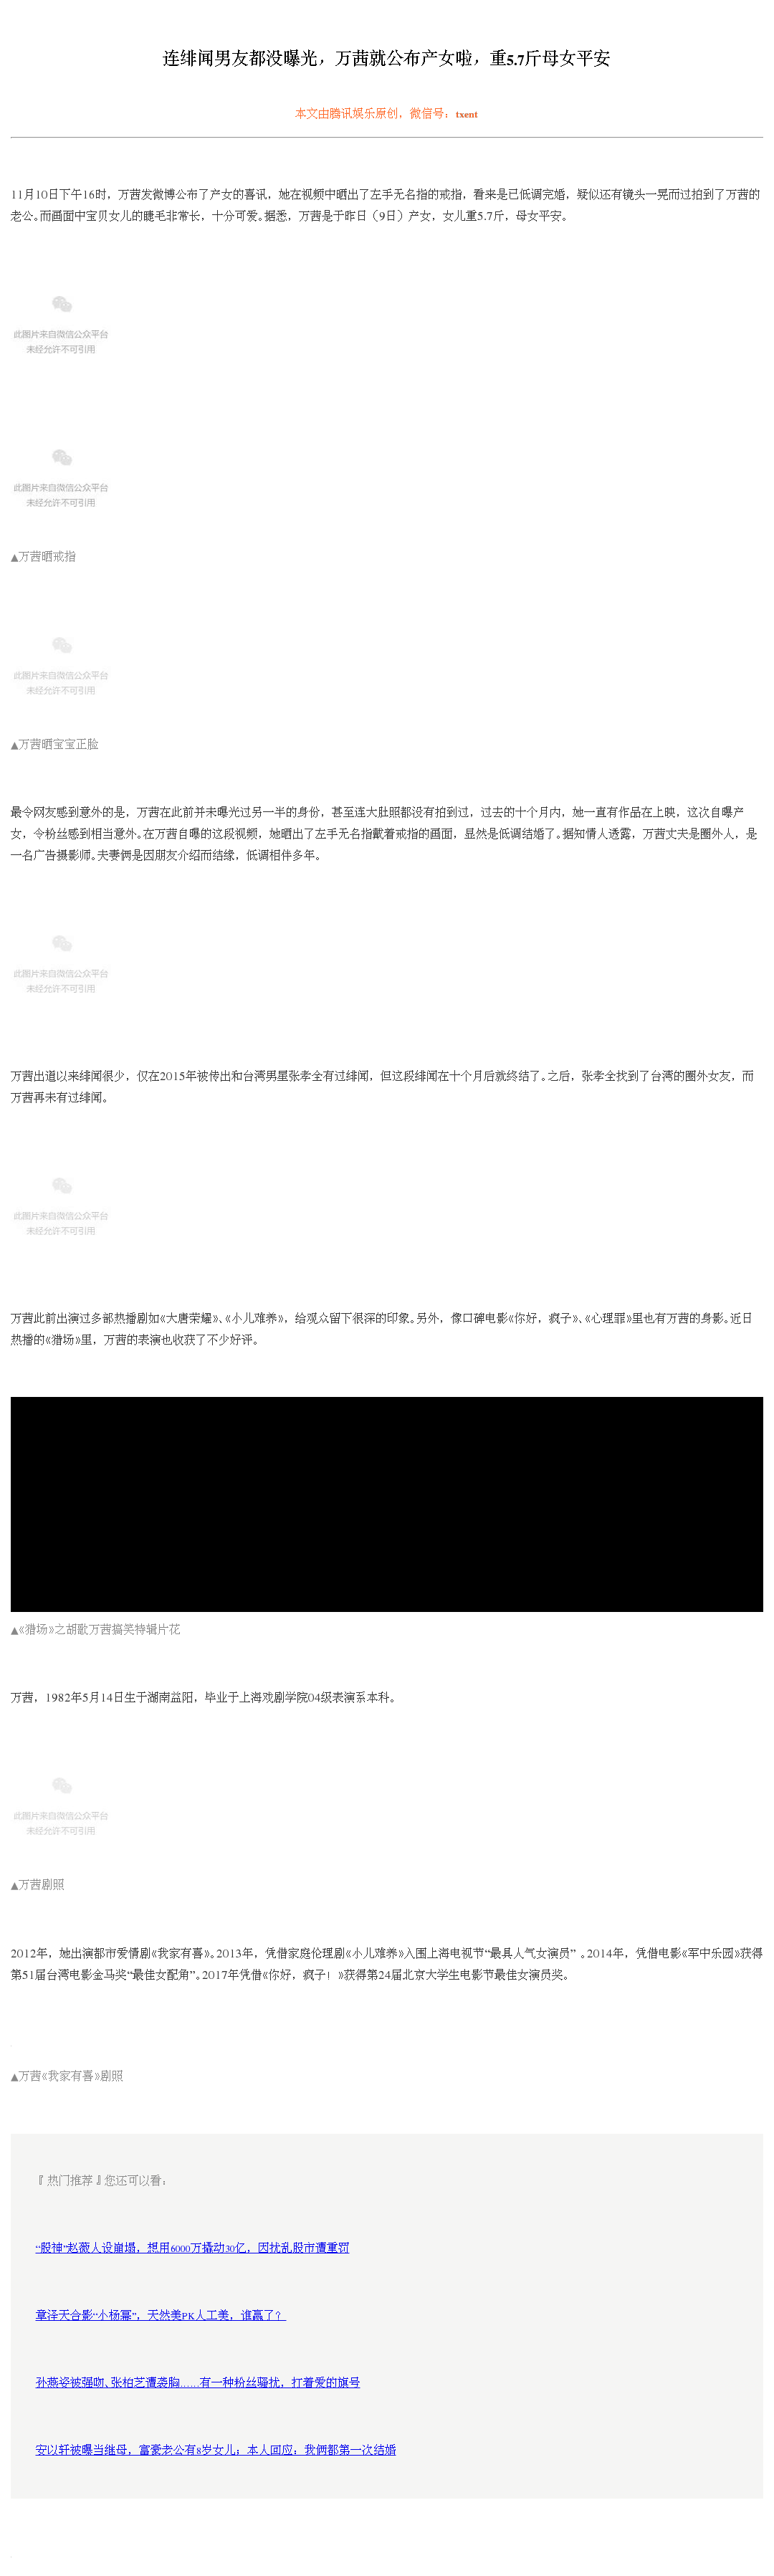 连绯闻男友都没曝光，万茜就公布产女啦，重5.7斤母女平安
本文由腾讯娱乐原创，微信号：txent
11月10日下午16时，万茜发微博公布了产女的喜讯，她在视频中晒出了左手无名指的戒指，看来是已低调完婚，疑似还有镜头一晃而过拍到了万茜的
老公。而画面中宝贝女儿的睫毛非常长，十分可爱。据悉，万茜是于昨日（9日）产女，女儿重5.7斤，母女平安。
此图片来自微信公众平台
未经允许不可引用
此图片来自微信公众平台
未经允许不可引用
▲万茜晒戒指
此图片来自微信公众平台
未经允许不可引用
▲万茜晒宝宝正脸
最令网友感到意外的是，万茜在此前并未曝光过另一半的身份，甚至连大肚照都没有拍到过，过去的十个月内，她一直有作品在上映，这次自曝产
女，令粉丝感到相当意外。在万茜自曝的这段视频，她晒出了左手无名指戴着戒指的画面，显然是低调结婚了。据知情人透露，万茜丈夫是圈外人，是
一名广告摄影师。夫妻俩是因朋友介绍而结缘，低调相伴多年。
此图片来自微信公众平台
未经允许不可引用
万茜出道以来绯闻很少，仅在2015年被传出和台湾男星张孝全有过绯闻，但这段绯闻在十个月后就终结了。之后，张孝全找到了台湾的圈外女友，而
万茜再未有过绯闻。
此图片来自微信公众平台
未经允许不可引用
万茜此前出演过多部热播剧如《大唐荣耀》、《小儿难养》，给观众留下很深的印象。另外，像口碑电影《你好，疯子》、《心理罪》里也有万茜的身影。近日
热播的《猎场》里，万茜的表演也收获了不少好评。
▲《猎场》之胡歌万茜搞笑特辑片花
万茜，1982年5月14日生于湖南益阳，毕业于上海戏剧学院04级表演系本科。
此图片来自微信公众平台
未经允许不可引用
▲万茜剧照
2012年，她出演都市爱情剧《我家有喜》。2013年，凭借家庭伦理剧《小儿难养》入围上海电视节“最具人气女演员” 。2014年，凭借电影《军中乐园》获得
第51届台湾电影金马奖“最佳女配角”。2017年凭借《你好，疯子！》获得第24届北京大学生电影节最佳女演员奖。
▲万茜《我家有喜》剧照
『 热门推荐 』您还可以看：
“股神”赵薇人设崩塌，想用6000万撬动30亿，因扰乱股市遭重罚
章泽天合影“小杨幂”，天然美PK人工美，谁赢了？
孙燕姿被强吻、张柏芝遭袭胸……有一种粉丝骚扰，打着爱的旗号
安以轩被曝当继母，富豪老公有8岁女儿；本人回应：我俩都第一次结婚